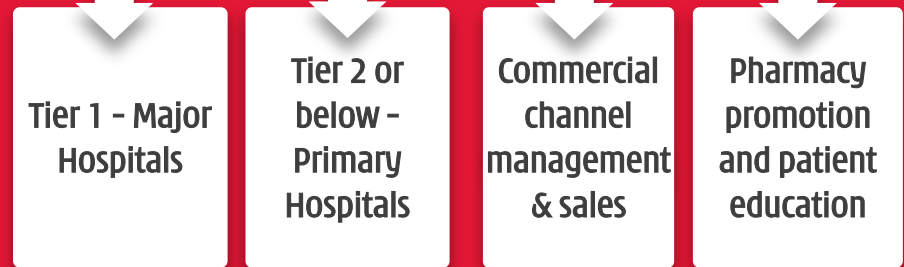 Tier 1 – Major
Hospitals
Tier 2 or
below –
Primary
Hospitals
Commercial
channel
management
& sales
Pharmacy
promotion
and patient
education